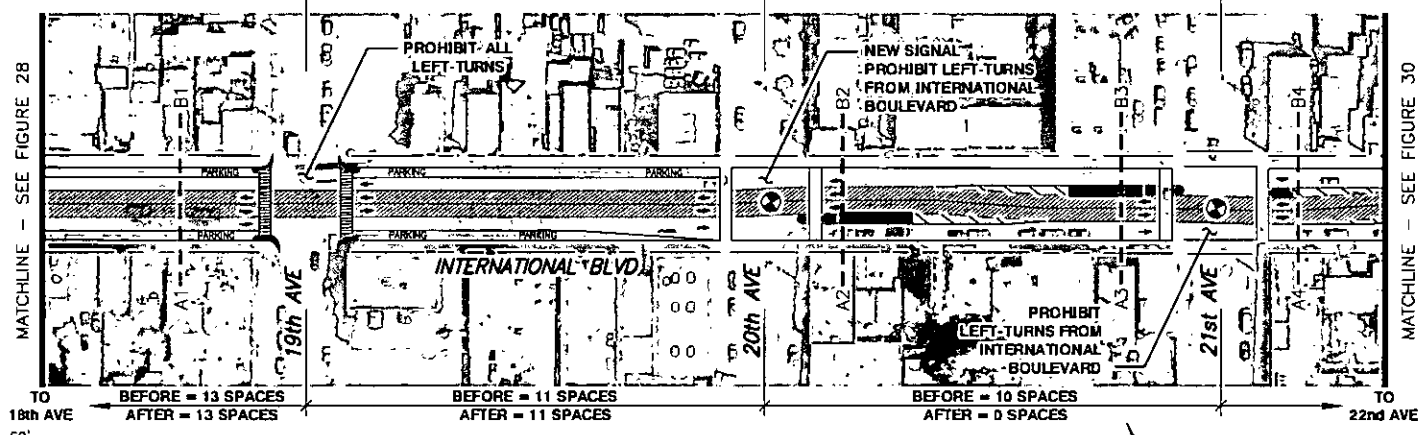 MATCHLINE - SEE FIGURE 28
PROHIBIT ALL
LEFT-TURNS
NEW SIGNAL
PROHIBIT LEFT-TURNS
FROM INTERNATIONAL
BOULEVARD
MATCHLINE - SEE FIGURE 30
B1
B2
B3
B4
PARKING
PARKING
PARKING
PARKING
PARKING
PARKING
INTERNATIONAL BLVD
A1
19th AVE
20th AVE
A2
A3
21st AVE
A4
PROHIBIT
LEFT-TURNS FROM
INTERNATIONAL
BOULEVARD
TO
18th AVE
BEFORE = 13 SPACES
AFTER = 13 SPACES
BEFORE = 11 SPACES
AFTER = 11 SPACES
BEFORE = 10 SPACES
AFTER = 0 SPACES
TO
22nd AVE